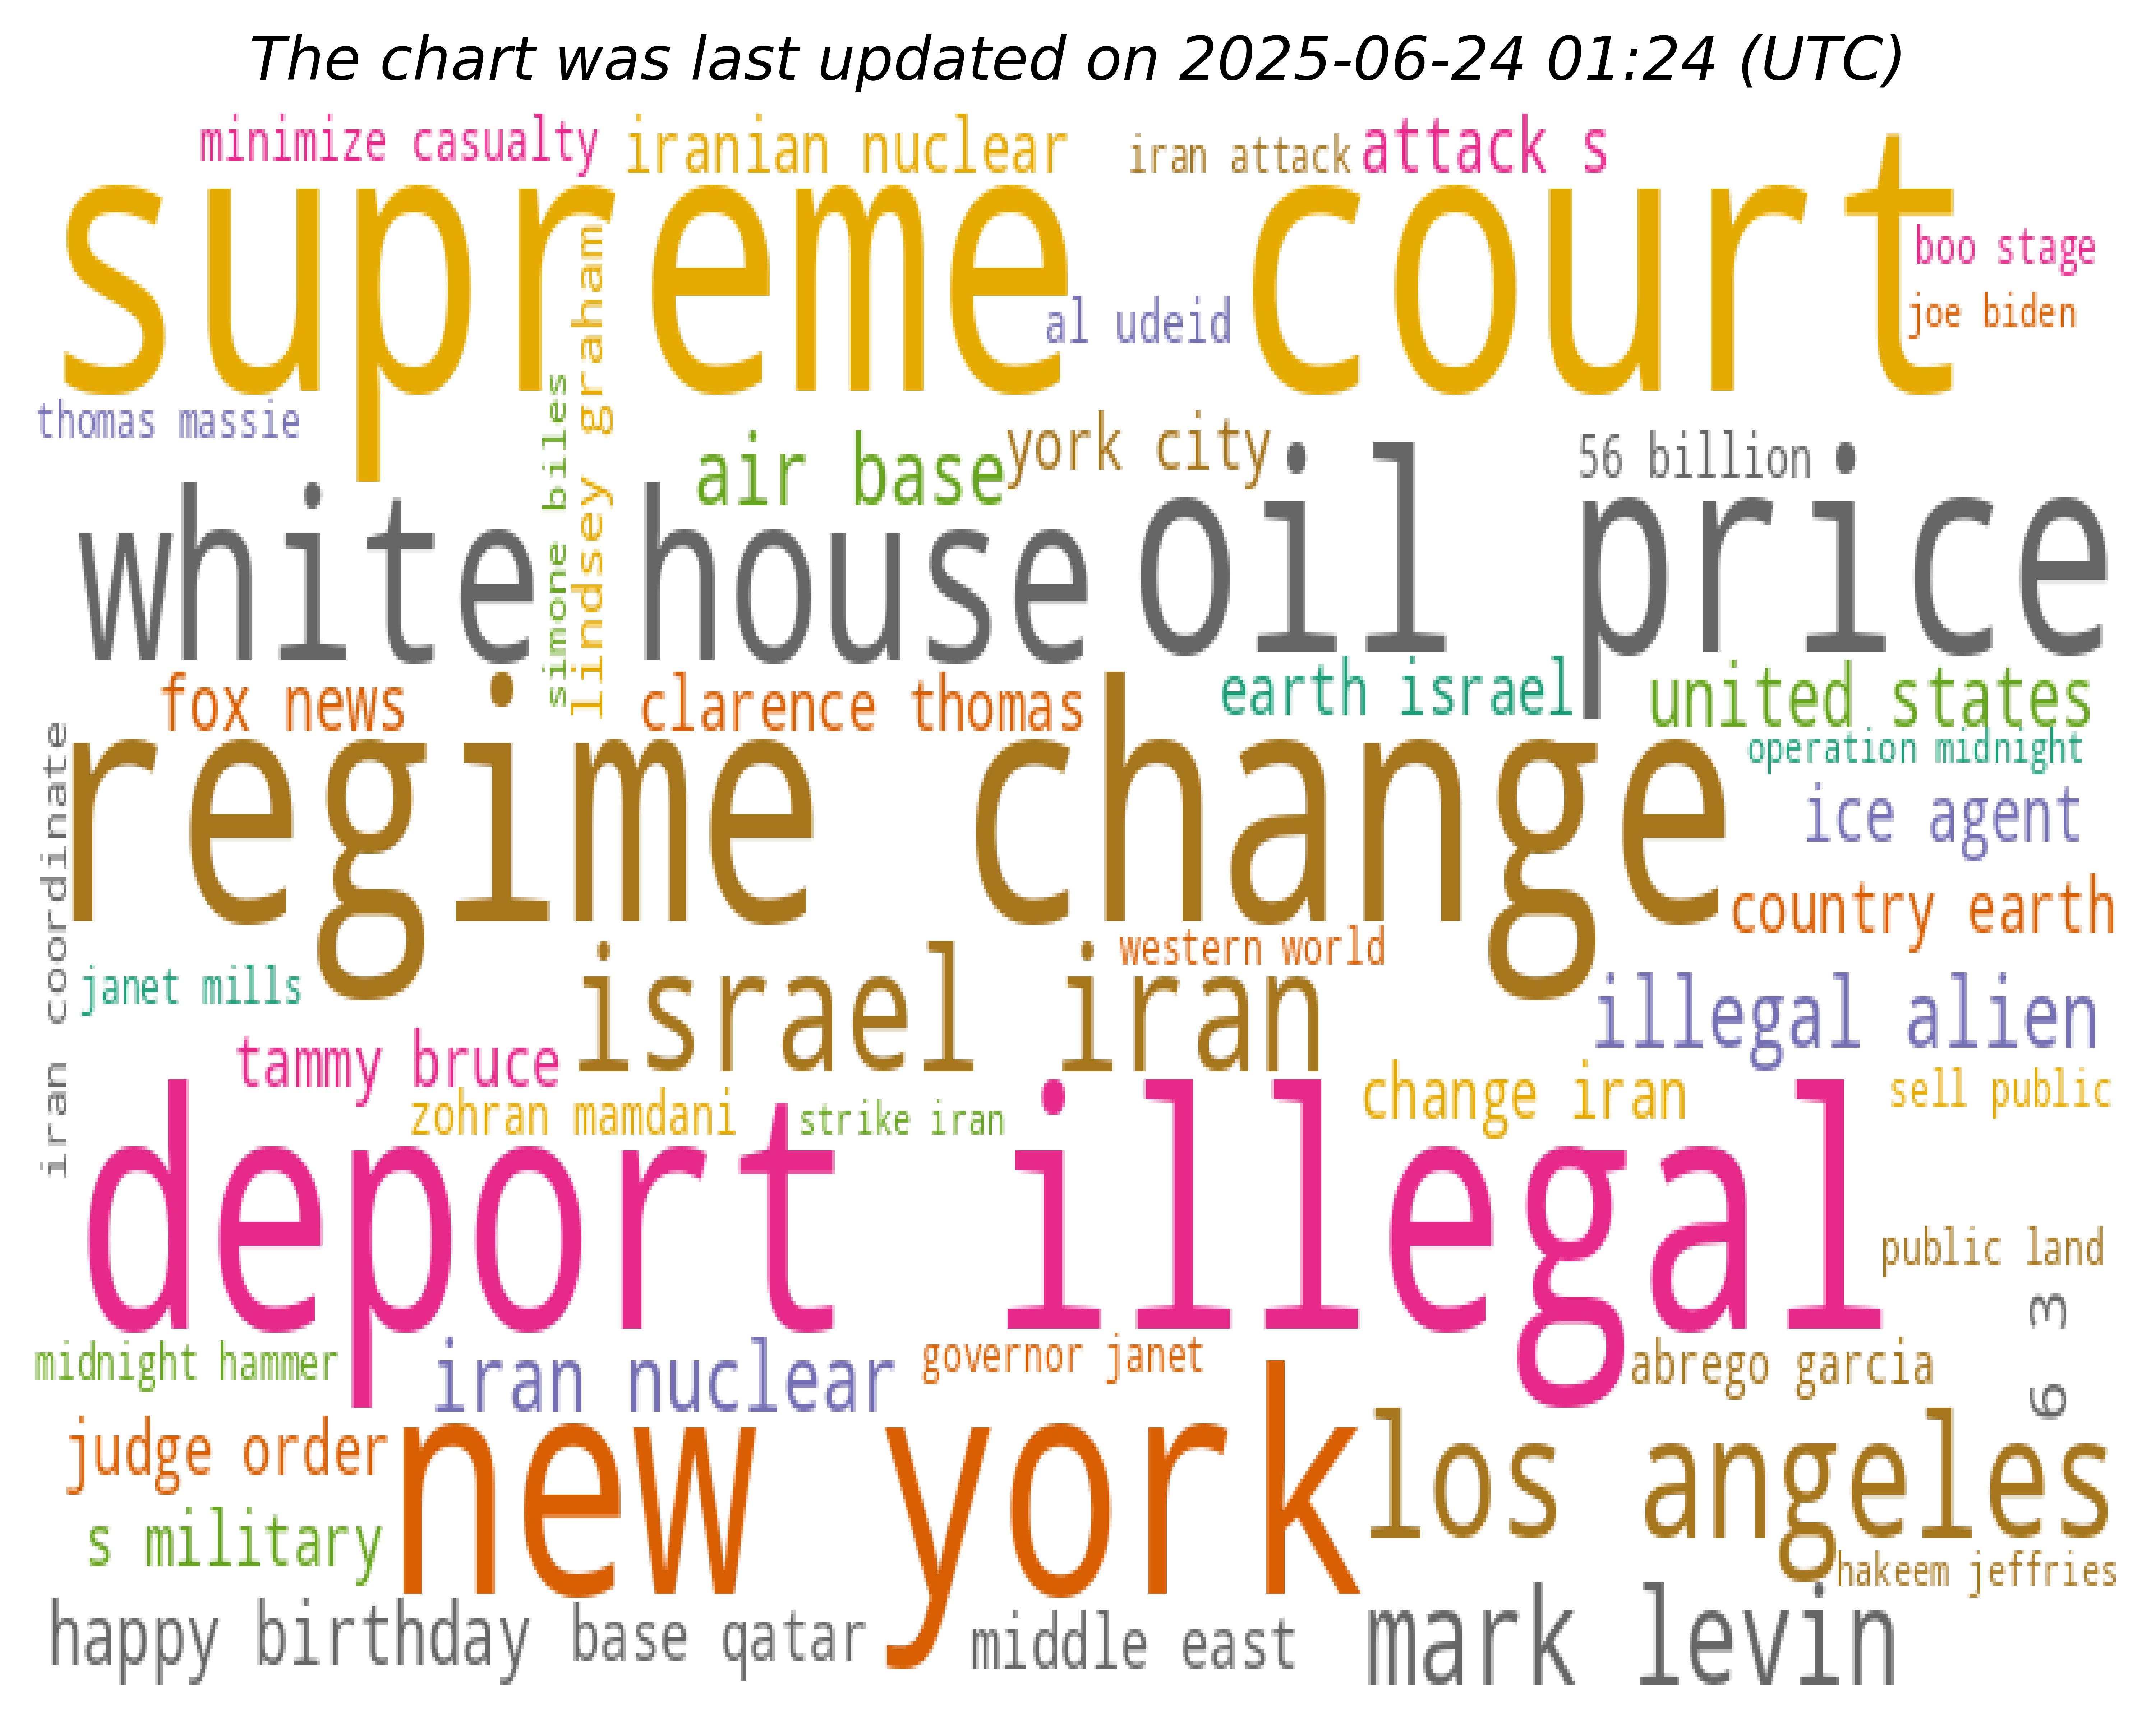 The chart was last updated on 2025-06-24 01:24 (UTC)
minimize casualty
iranian nuclear
iran attack
attack s
supreme court
boo stage
joe biden
al udeid
lindsey graham
simone biles
thomas massie
air base
york city
56 billion
white house
oil price
fox news
clarence thomas
earth israel
united states
operation midnight
regime change
ice agent
country earth
iran coordinate
western world
janet mills
israel iran
illegal alien
tammy bruce
zohran mamdani
strike iran
change iran
sell public
deport illegal
public land
6 3
midnight hammer
iran nuclear
governor janet
abrego garcia
judge order
new york
los angeles
s military
hakeem jeffries
happy birthday
base qatar
middle east
mark levin